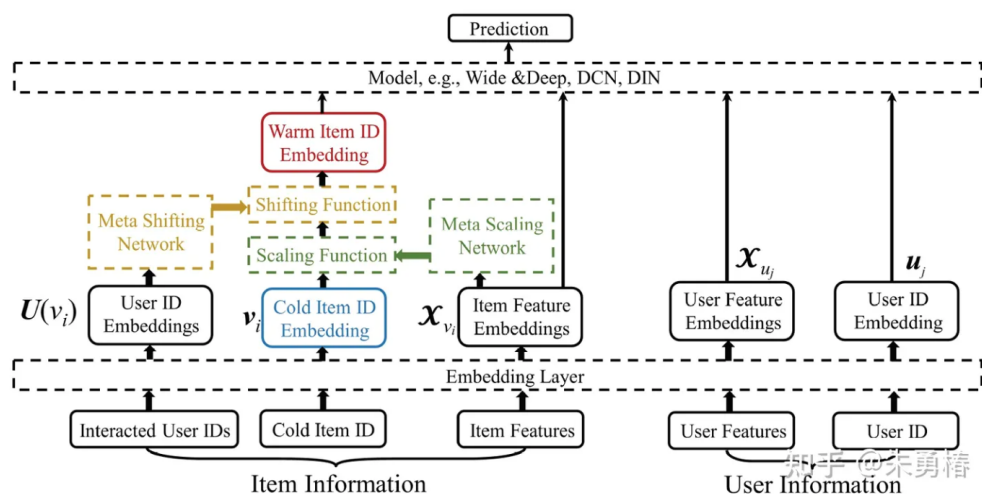 Prediction
Model, e.g., Wide &Deep, DCN, DIN
Warm Item ID
Embedding
Meta Shifting
Network
Shifting Function
Scaling Function
Meta Scaling
Network
U(vᵢ)
User ID
Embeddings
vᵢ
Cold Item ID
Embedding
𝒳ᵥᵢ
Item Feature
Embeddings
User Feature
Embeddings
𝒳ᵤⱼ
User ID
Embedding
uⱼ
Embedding Layer
Interacted User IDs
Cold Item ID
Item Features
User Features
User ID
Item Information
User Information
知乎 @朱勇椿